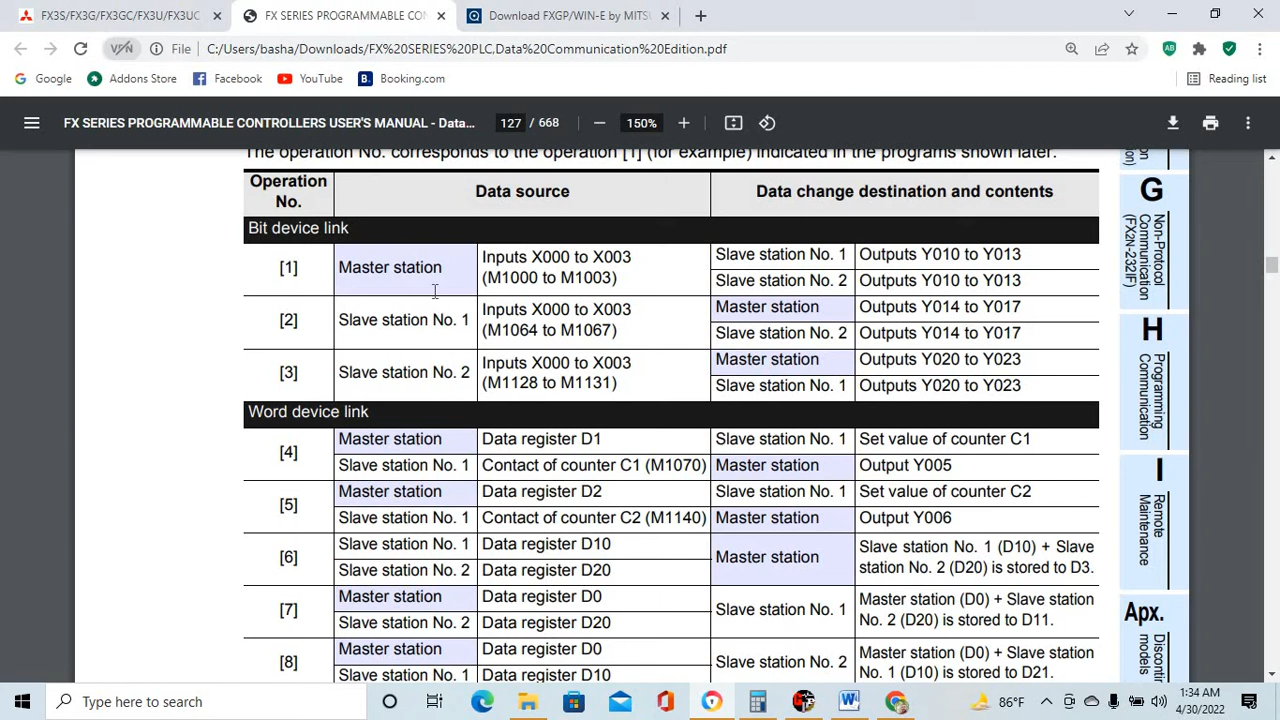 FX3S/FX3G/FX3GC/FX3U/FX3UC
FX SERIES PROGRAMMABLE CON
Download FXGP/WIN-E by MITSU
VPN
File
C:/Users/basha/Downloads/FX%20SERIES%20PLC,Data%20Communication%20Edition.pdf
Google
Addons Store
Facebook
YouTube
Booking.com
Reading list
FX SERIES PROGRAMMABLE CONTROLLERS USER'S MANUAL - Data...
127 / 668
150%
The operation No. corresponds to the operation [1] (for example) indicated in the programs shown later.
Operation No. Data source Data change destination and contents
Bit device link
[1] Master station Inputs X000 to X003 (M1000 to M1003) Slave station No. 1 Outputs Y010 to Y013
Slave station No. 2 Outputs Y010 to Y013
[2] Slave station No. 1 Inputs X000 to X003 (M1064 to M1067) Master station Outputs Y014 to Y017
Slave station No. 2 Outputs Y014 to Y017
[3] Slave station No. 2 Inputs X000 to X003 (M1128 to M1131) Master station Outputs Y020 to Y023
Slave station No. 1 Outputs Y020 to Y023
Word device link
[4] Master station Data register D1 Slave station No. 1 Set value of counter C1
Slave station No. 1 Contact of counter C1 (M1070) Master station Output Y005
[5] Master station Data register D2 Slave station No. 1 Set value of counter C2
Slave station No. 1 Contact of counter C2 (M1140) Master station Output Y006
[6] Slave station No. 1 Data register D10 Master station Slave station No. 1 (D10) + Slave
Slave station No. 2 Data register D20 station No. 2 (D20) is stored to D3.
[7] Master station Data register D0 Slave station No. 1 Master station (D0) + Slave station
Slave station No. 2 Data register D20 No. 2 (D20) is stored to D11.
[8] Master station Data register D0 Slave station No. 2 Master station (D0) + Slave station
Slave station No. 1 Data register D10 No. 1 (D10) is stored to D21.
G
Non-Protocol
Communication
(FX2N-232IF)
H
Programming
Communication
I
Remote
Maintenance
Apx.
Discontinued
models
Type here to search
86°F
1:34 AM
4/30/2022